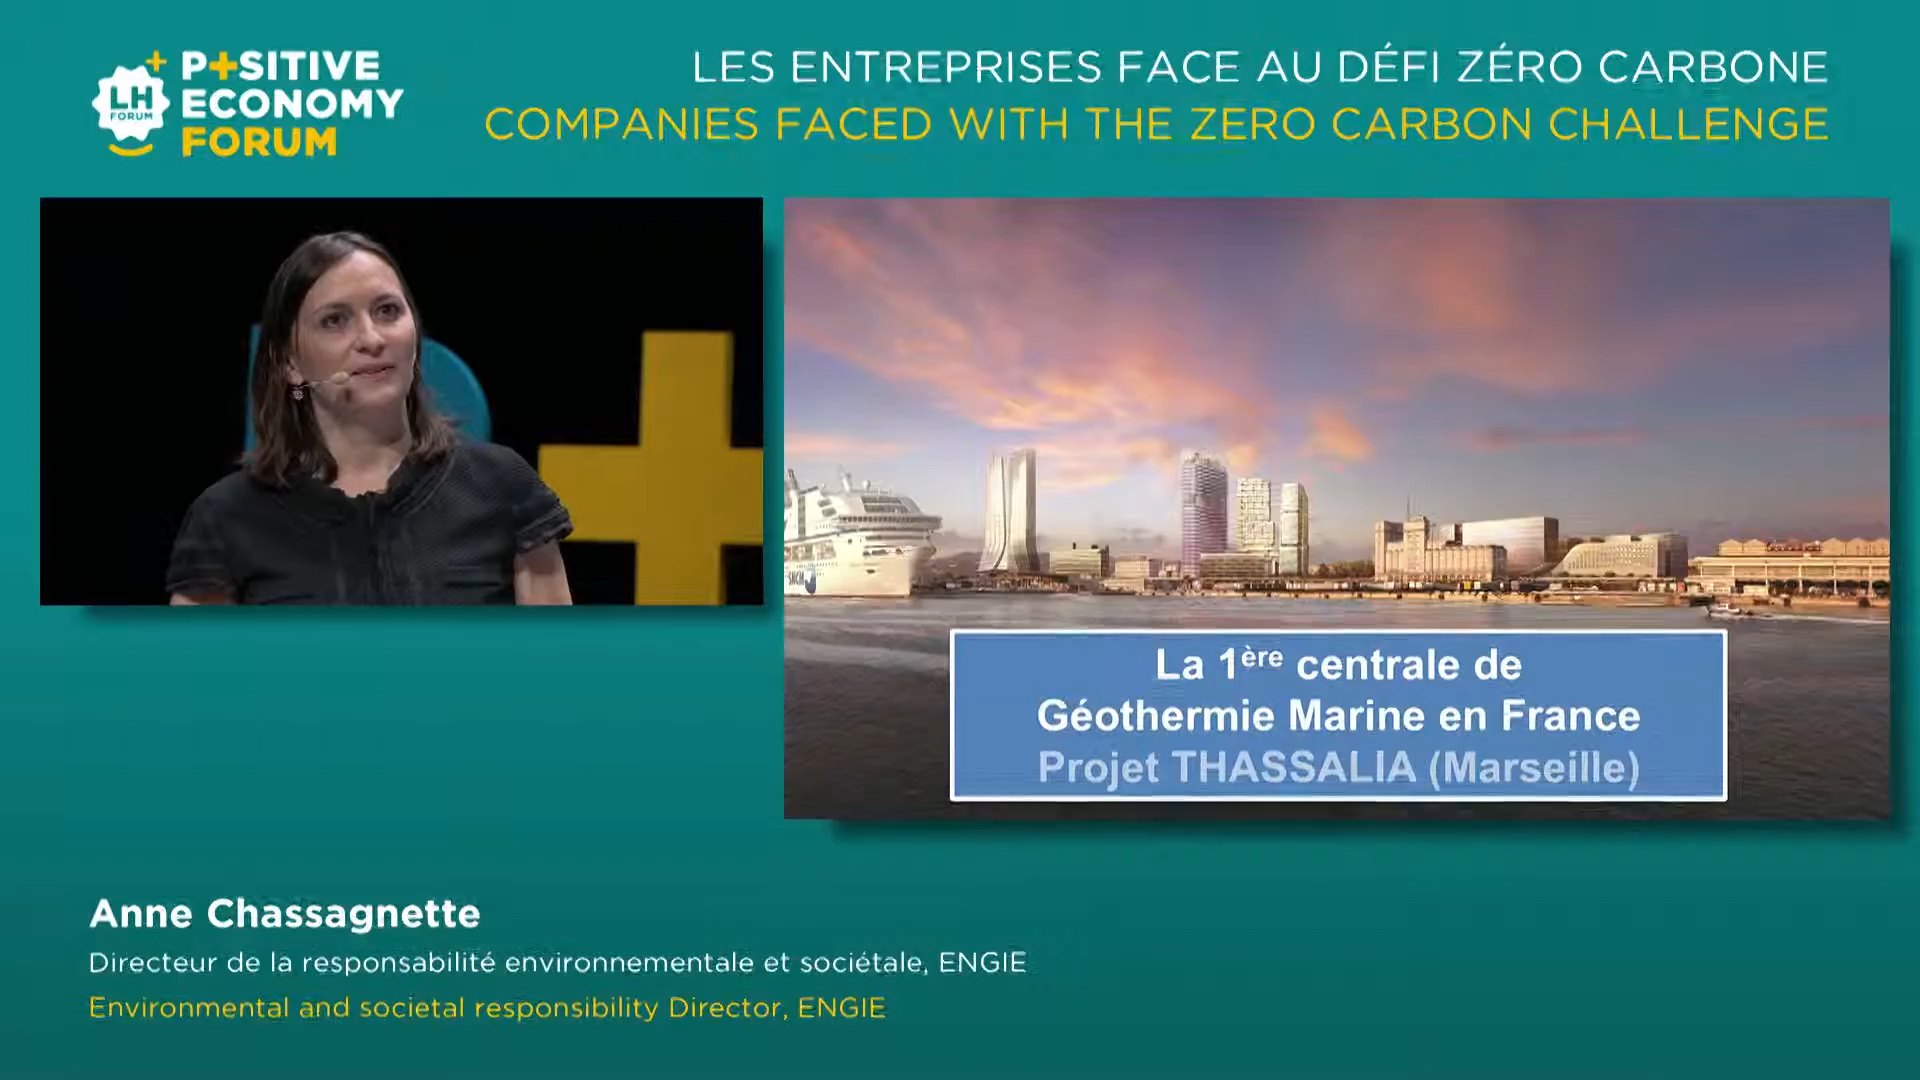 LH
FORUM
P+SITIVE
ECONOMY
FORUM
LES ENTREPRISES FACE AU DÉFI ZÉRO CARBONE
COMPANIES FACED WITH THE ZERO CARBON CHALLENGE
SNCM
La 1ère centrale de
Géothermie Marine en France
Projet THASSALIA (Marseille)
Anne Chassagnette
Directeur de la responsabilité environnementale et sociétale, ENGIE
Environmental and societal responsibility Director, ENGIE